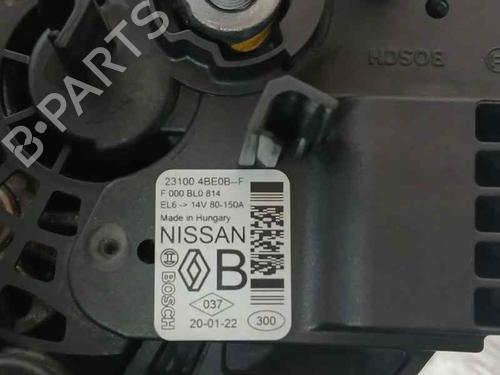 B-PARTS
BOSCH
23100 4BE0B--F
F 000 BL0 814
EL6 -> 14V 80-150A
Made in Hungary
NISSAN
B
BOSCH
037
20-01-22
300